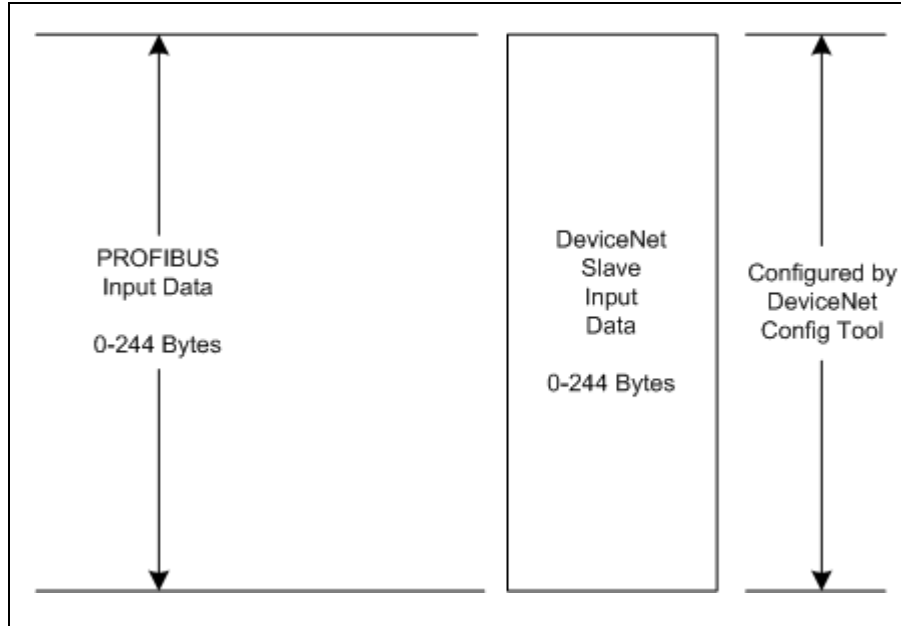 PROFIBUS
Input Data
0-244 Bytes
DeviceNet
Slave
Input
Data
0-244 Bytes
Configured by
DeviceNet
Config Tool